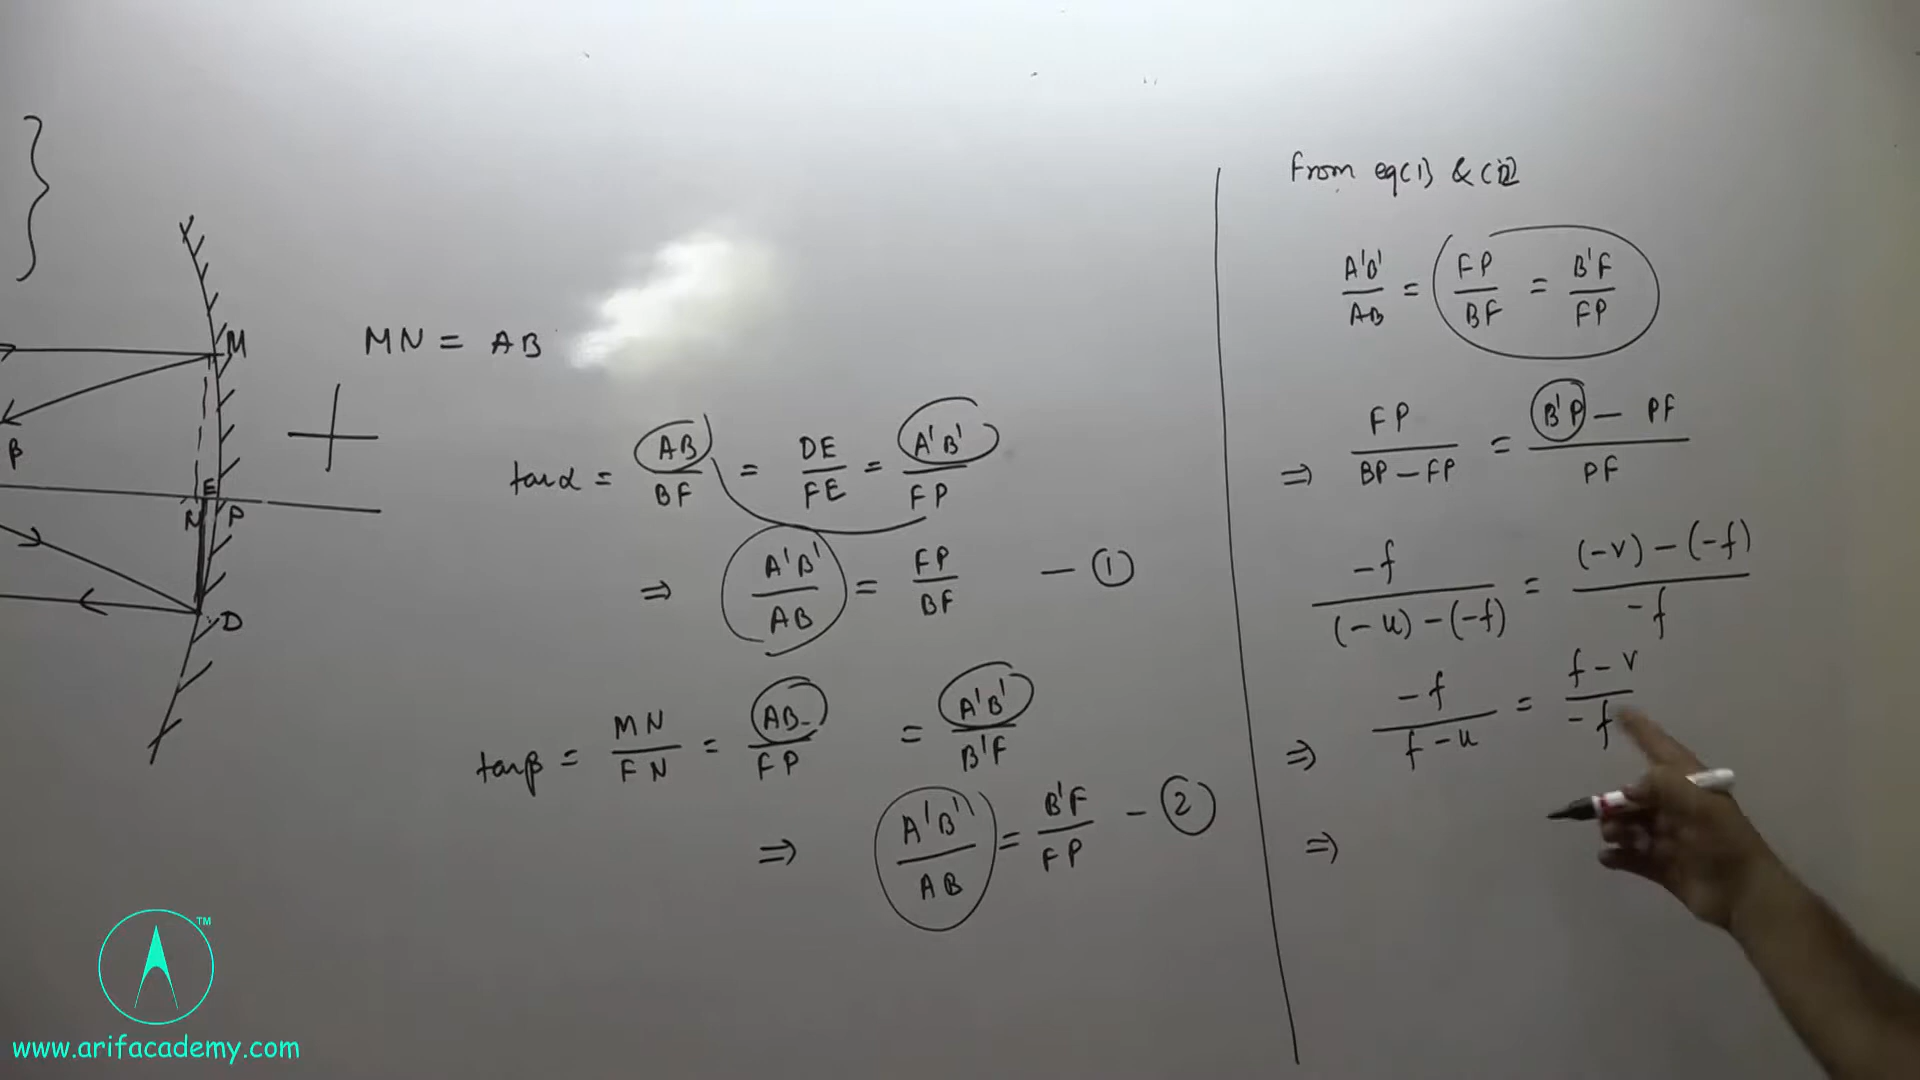 M
β
E
N P
D
MN = AB
tanα = AB/BF = DE/FE = A'B'/FP
⇒ A'B'/AB = FP/BF — ①
tanβ = MN/FN = AB/FP = A'B'/B'F
⇒ A'B'/AB = B'F/FP — ②
From eq(1) &
A'B'/AB = FP/BF = B'F/FP
⇒ FP/(BP – FP) = (B'P – PF)/PF
-f/((-u) - (-f)) = ((-v) - (-f))/-f
⇒ -f/(f - u) = (f - v)/-f
⇒
TM
www.arifacademy.com